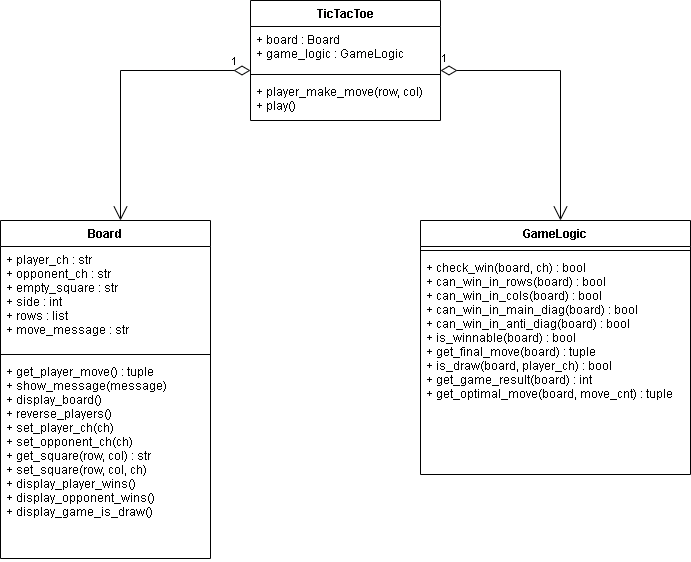 TicTacToe
+ board : Board
+ game_logic : GameLogic
+ player_make_move(row, col)
+ play()
1
1
Board
+ player_ch : str
+ opponent_ch : str
+ empty_square : str
+ side : int
+ rows : list
+ move_message : str
+ get_player_move() : tuple
+ show_message(message)
+ display_board()
+ reverse_players()
+ set_player_ch(ch)
+ set_opponent_ch(ch)
+ get_square(row, col) : str
+ set_square(row, col, ch)
+ display_player_wins()
+ display_opponent_wins()
+ display_game_is_draw()
GameLogic
+ check_win(board, ch) : bool
+ can_win_in_rows(board) : bool
+ can_win_in_cols(board) : bool
+ can_win_in_main_diag(board) : bool
+ can_win_in_anti_diag(board) : bool
+ is_winnable(board) : bool
+ get_final_move(board) : tuple
+ is_draw(board, player_ch) : bool
+ get_game_result(board) : int
+ get_optimal_move(board, move_cnt) : tuple